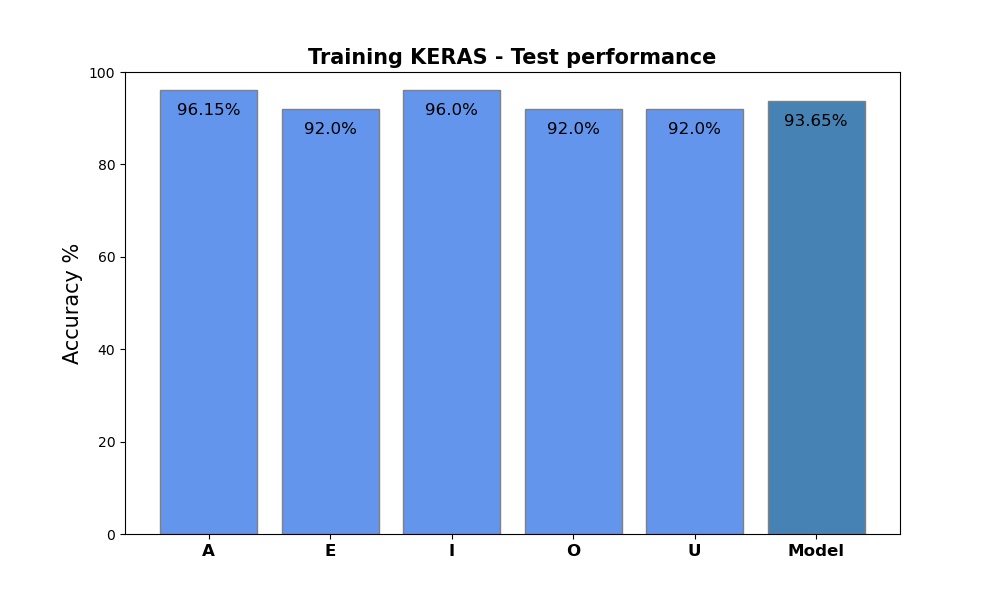 Training KERAS - Test performance
Accuracy %
100
80
60
40
20
0
96.15%
92.0%
96.0%
92.0%
92.0%
93.65%
A
E
I
O
U
Model